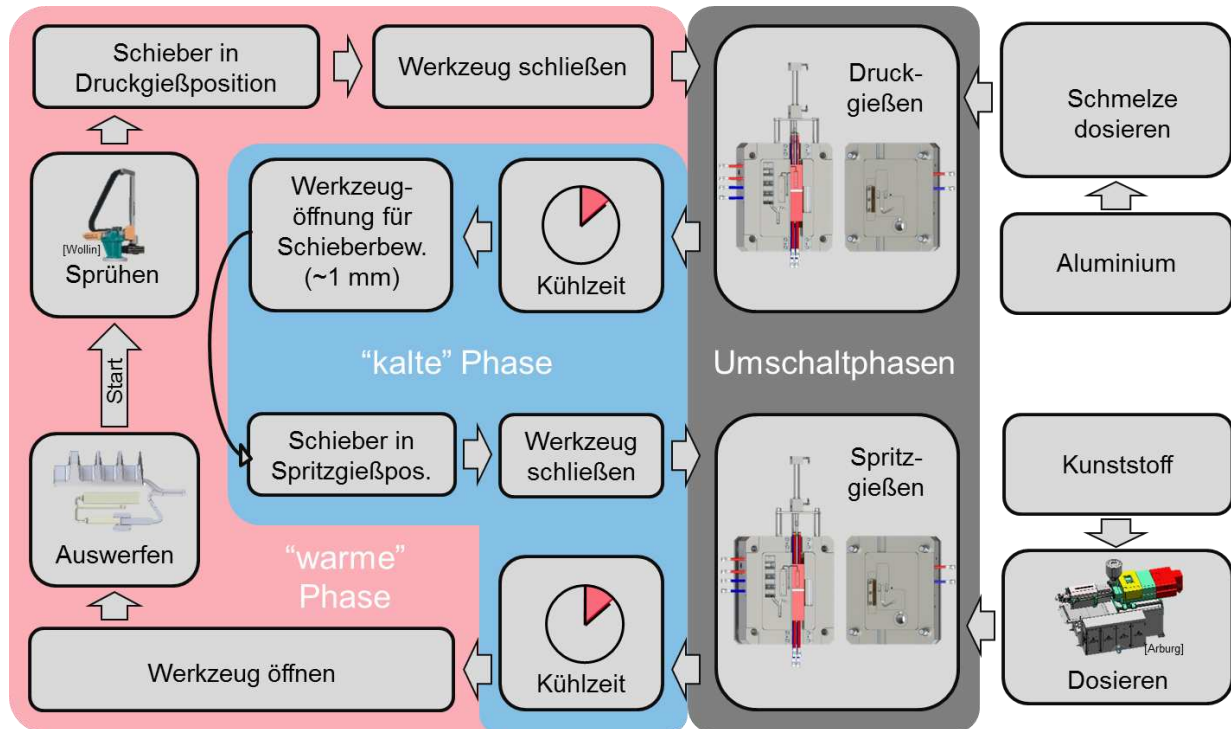 Schieber in
Druckgießposition
Werkzeug schließen
Druck-
gießen
Schmelze
dosieren
[Wollin]
Sprühen
Werkzeug-
öffnung für
Schieberbew.
(~1 mm)
Kühlzeit
Aluminium
Start
"kalte" Phase
Umschaltphasen
Auswerfen
Schieber in
Spritzgießpos.
Werkzeug
schließen
Spritz-
gießen
Kunststoff
"warme"
Phase
Werkzeug öffnen
Kühlzeit
[Arburg]
Dosieren